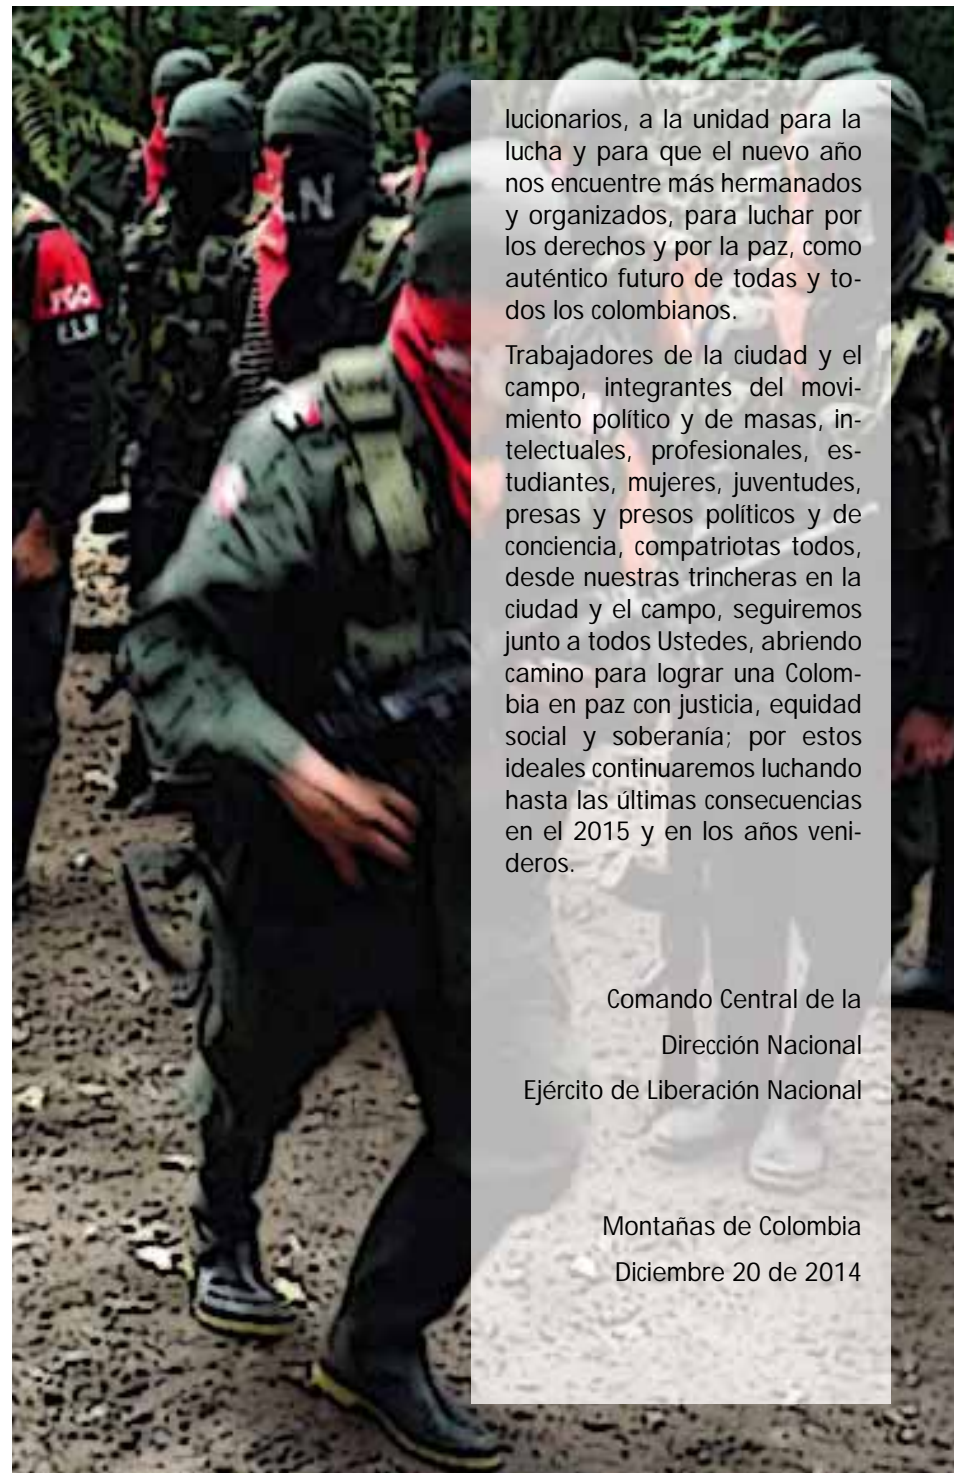 lucionarios, a la unidad para la
lucha y para que el nuevo año
nos encuentre más hermanados
y organizados, para luchar por
los derechos y por la paz, como
auténtico futuro de todas y to-
dos los colombianos.
Trabajadores de la ciudad y el
campo, integrantes del movi-
miento político y de masas, in-
telectuales, profesionales, es-
tudiantes, mujeres, juventudes,
presas y presos políticos y de
conciencia, compatriotas todos,
desde nuestras trincheras en la
ciudad y el campo, seguiremos
junto a todos Ustedes, abriendo
camino para lograr una Colom-
bia en paz con justicia, equidad
social y soberanía; por estos
ideales continuaremos luchando
hasta las últimas consecuencias
en el 2015 y en los años veni-
deros.
Comando Central de la
Dirección Nacional
Ejército de Liberación Nacional
Montañas de Colombia
Diciembre 20 de 2014
LN
ELN